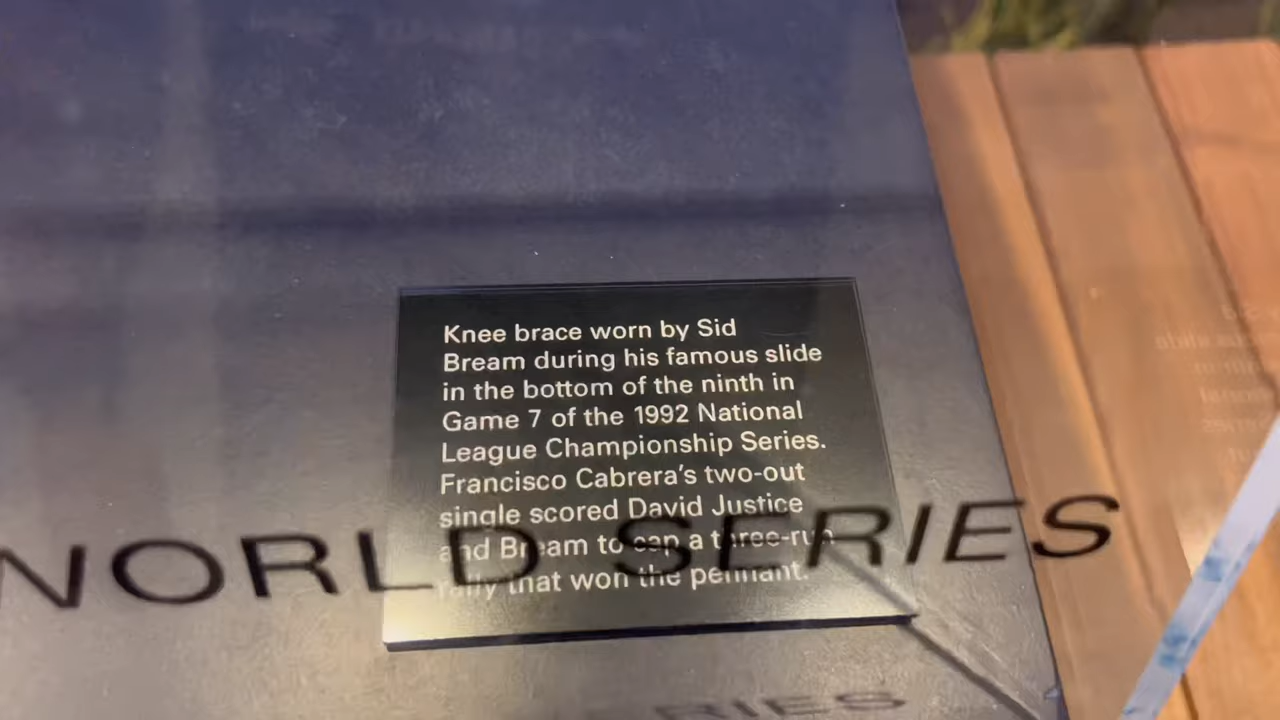 Knee brace worn by Sid
Bream during his famous slide
in the bottom of the ninth in
Game 7 of the 1992 National
League Championship Series.
Francisco Cabrera's two-out
single scored David Justice
and Bream to cap a three-run
rally that won the pennant.
WORLD SERIES
RIES